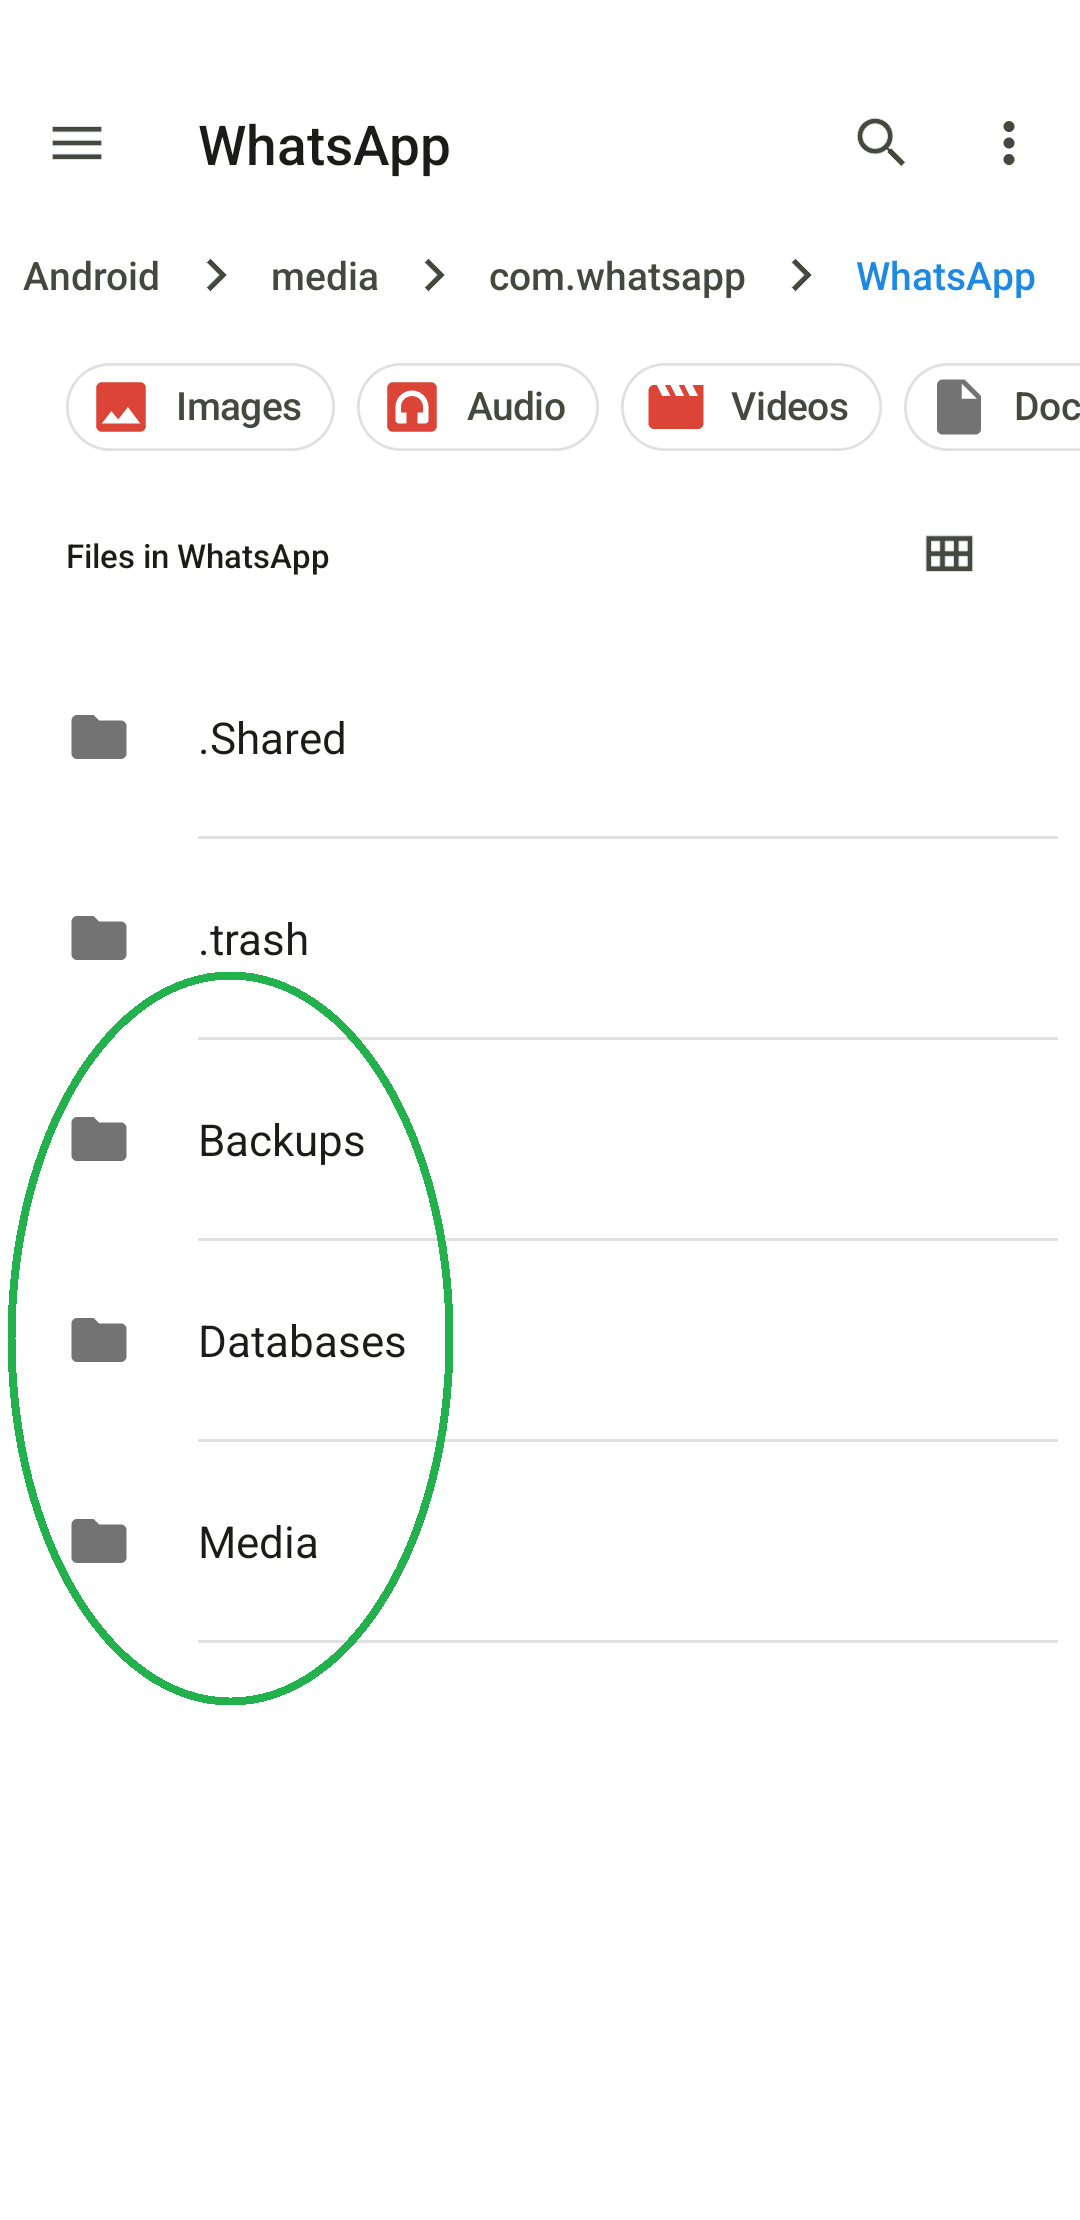 WhatsApp
Android media com.whatsapp WhatsApp
Images Audio Videos Doc
Files in WhatsApp
.Shared
.trash
Backups
Databases
Media